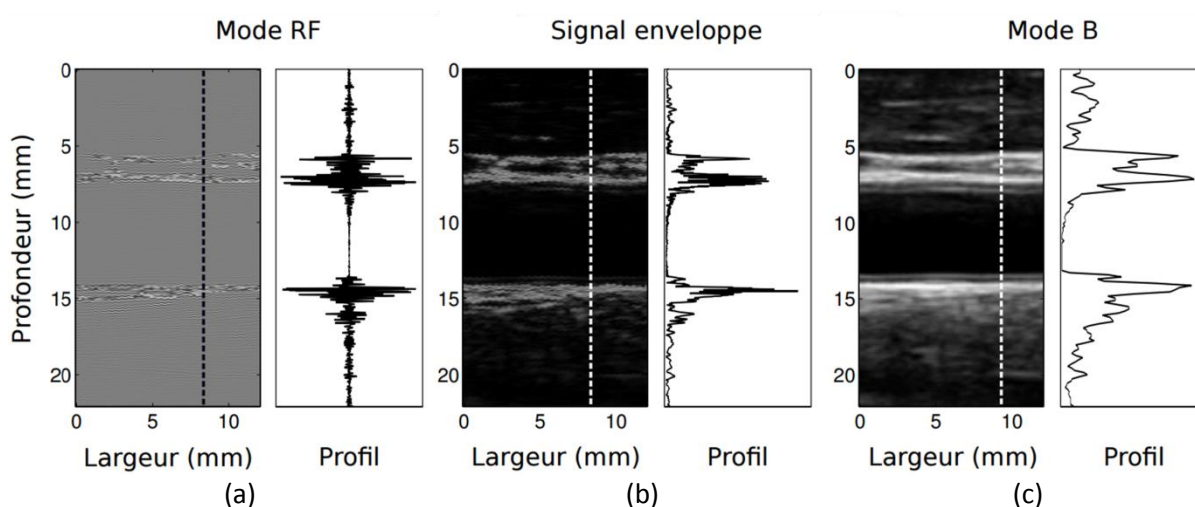 Mode RF
Signal enveloppe
Mode B
Profondeur (mm)
0
5
10
15
20
0 5 10
Largeur (mm)
Profil
(a)
0
5
10
15
20
0 5 10
Largeur (mm)
Profil
(b)
0
5
10
15
20
0 5 10
Largeur (mm)
Profil
(c)